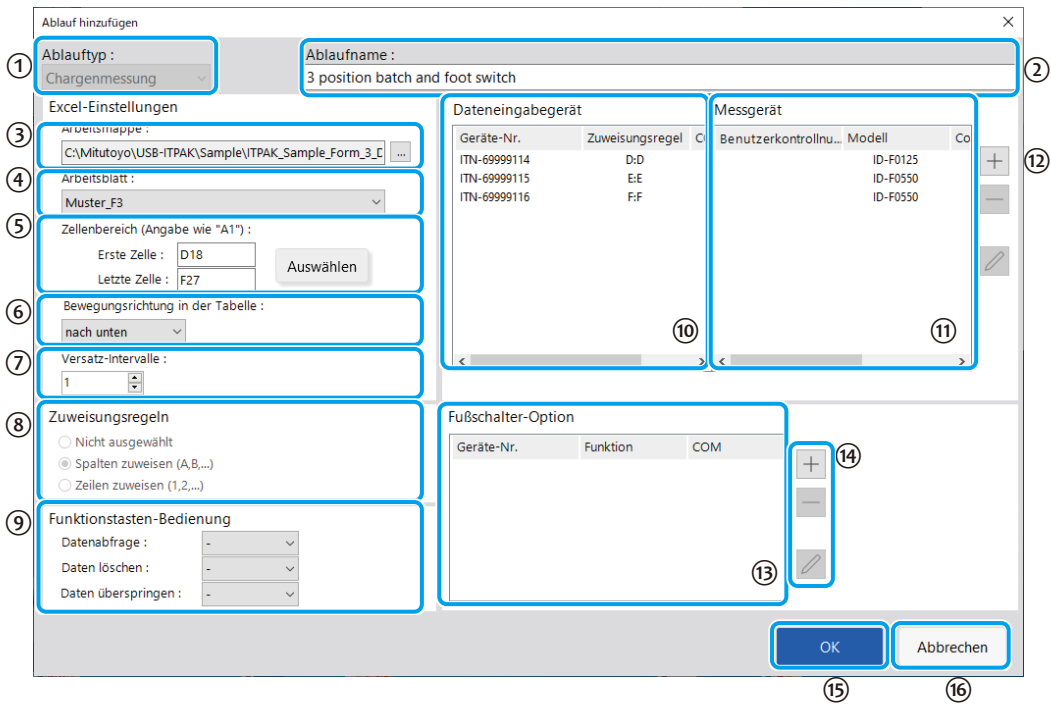 Ablauf hinzufügen
① Ablauftyp :
Chargenmessung
Ablaufname : ②
3 position batch and foot switch
Excel-Einstellungen
③ Arbeitsmappe :
C:\Mitutoyo\USB-ITPAK\Sample\ITPAK_Sample_Form_3_D ...
④ Arbeitsblatt :
Muster_F3
⑤ Zellenbereich (Angabe wie "A1") :
Erste Zelle : D18
Auswählen
Letzte Zelle : F27
⑥ Bewegungsrichtung in der Tabelle :
nach unten
⑦ Versatz-Intervalle :
1
⑧ Zuweisungsregeln
Nicht ausgewählt
Spalten zuweisen (A,B,...)
Zeilen zuweisen (1,2,...)
⑨ Funktionstasten-Bedienung
Datenabfrage : -
Daten löschen : -
Daten überspringen : -
Dateneingabegerät
Geräte-Nr. Zuweisungsregel
ITN-69999114 D:D
ITN-69999115 E:E
ITN-69999116 F:F
⑩
Messgerät
Benutzerkontrollnu... Modell Co
ID-F0125
ID-F0550
ID-F0550
⑪
⑫
Fußschalter-Option
Geräte-Nr. Funktion COM
⑬
⑭
OK
⑮
Abbrechen
⑯